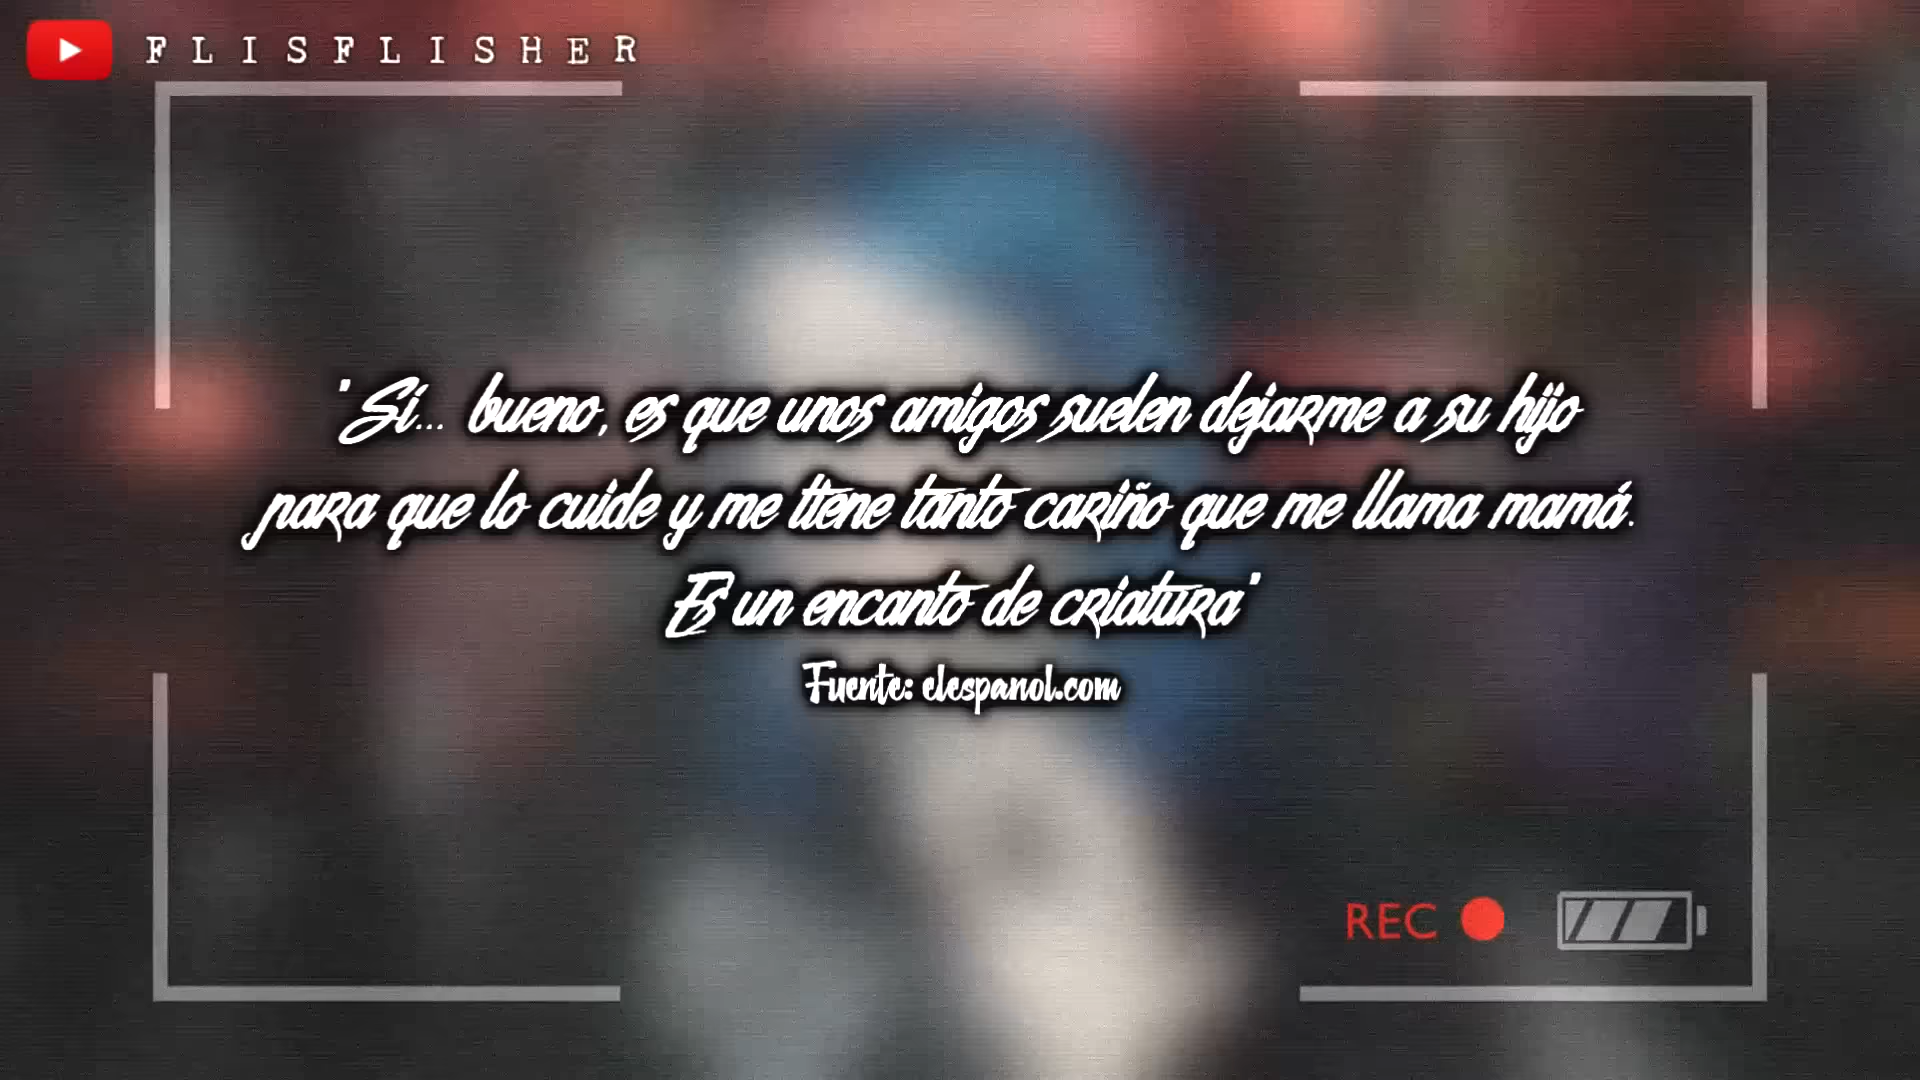 FLISFLISHER
"Si... bueno, es que unos amigos suelen dejarme a su hijo
para que lo cuide y me tiene tanto cariño que me llama mamá.
Es un encanto de criatura"
Fuente: elespanol.com
REC